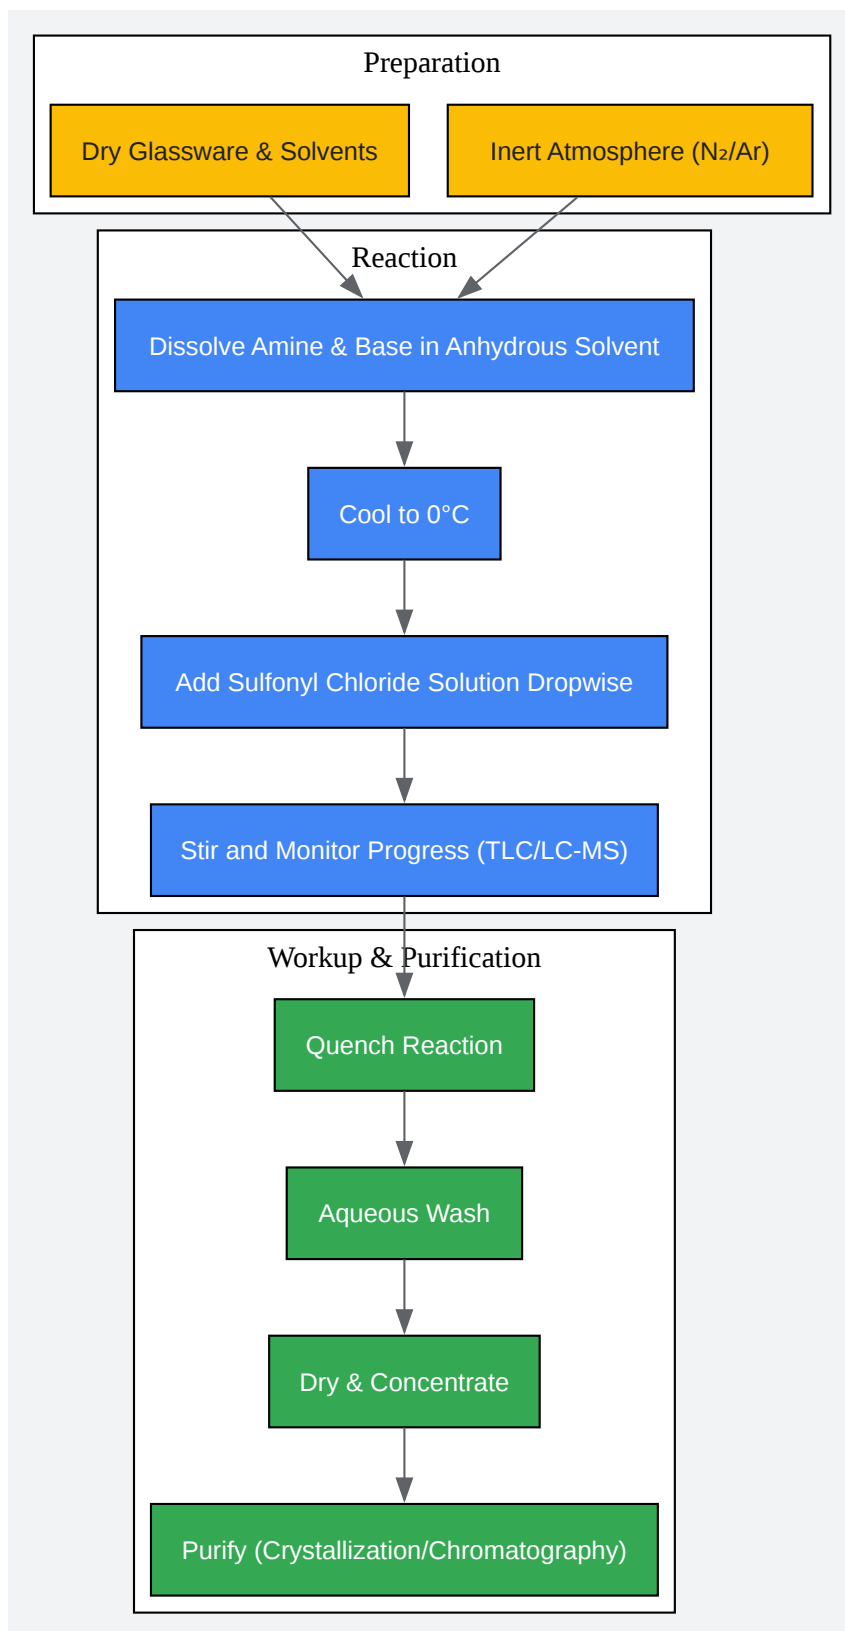 Preparation
Dry Glassware & Solvents
Inert Atmosphere (N₂/Ar)
Reaction
Dissolve Amine & Base in Anhydrous Solvent
Cool to 0°C
Add Sulfonyl Chloride Solution Dropwise
Stir and Monitor Progress (TLC/LC-MS)
Workup & Purification
Quench Reaction
Aqueous Wash
Dry & Concentrate
Purify (Crystallization/Chromatography)